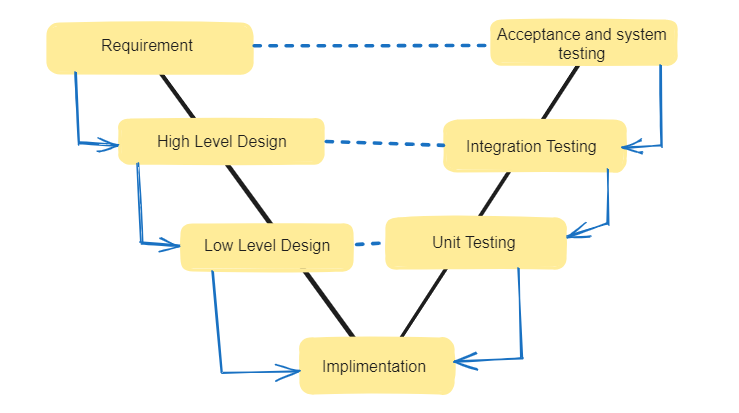 Requirement
Acceptance and system
testing
High Level Design
Integration Testing
Low Level Design
Unit Testing
Implimentation